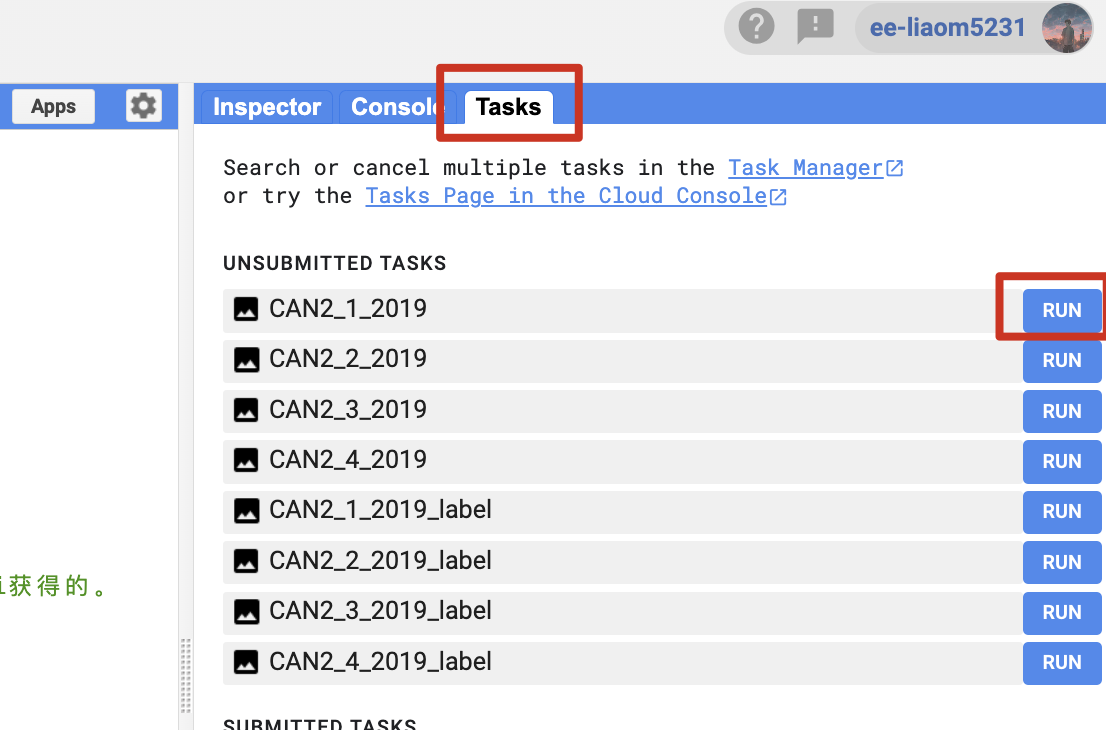 ee-liaom5231
Apps
Inspector
Console
Tasks
Search or cancel multiple tasks in the Task Manager
or try the Tasks Page in the Cloud Console
UNSUBMITTED TASKS
CAN2_1_2019 RUN
CAN2_2_2019 RUN
CAN2_3_2019 RUN
CAN2_4_2019 RUN
CAN2_1_2019_label RUN
CAN2_2_2019_label RUN
CAN2_3_2019_label RUN
CAN2_4_2019_label RUN
i获得的。
SUBMITTED TASKS